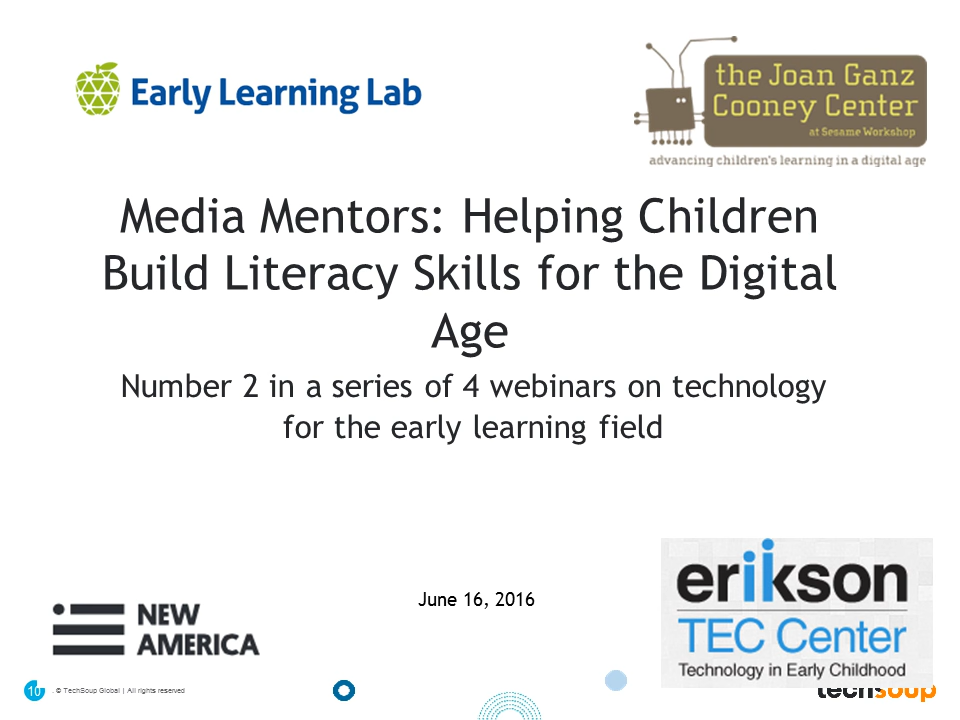 Early Learning Lab
the Joan Ganz
Cooney Center
at Sesame Workshop
advancing children's learning in a digital age
Media Mentors: Helping Children
Build Literacy Skills for the Digital
Age
Number 2 in a series of 4 webinars on technology
for the early learning field
June 16, 2016
NEW
AMERICA
erikson
TEC Center
Technology in Early Childhood
10 . © TechSoup Global | All rights reserved
techsoup